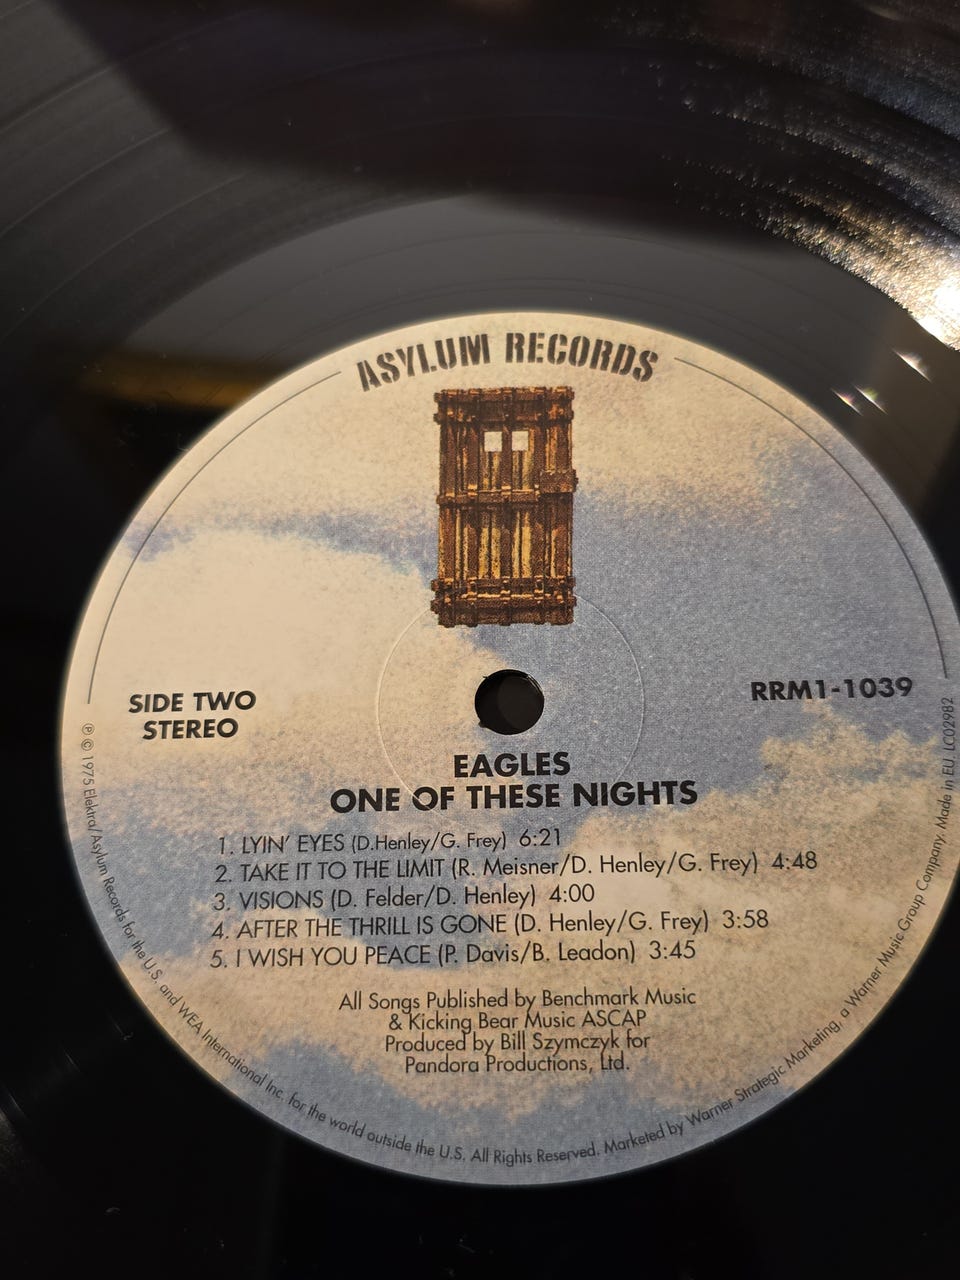 ASYLUM RECORDS
SIDE TWO
STEREO
RRM1-1039
EAGLES
ONE OF THESE NIGHTS
1. LYIN' EYES (D.Henley/G. Frey) 6:21
2. TAKE IT TO THE LIMIT (R. Meisner/D. Henley/G. Frey) 4:48
3. VISIONS (D. Felder/D. Henley) 4:00
4. AFTER THE THRILL IS GONE (D. Henley/G. Frey) 3:58
5. I WISH YOU PEACE (P. Davis/B. Leadon) 3:45
All Songs Published by Benchmark Music
& Kicking Bear Music ASCAP
Produced by Bill Szymczyk for
Pandora Productions, Ltd.
℗ © 1975 Elektra/Asylum Records for the U.S. and WEA International Inc. for the world outside the U.S. All Rights Reserved. Marketed by Warner Strategic Marketing, a Warner Music Group Company. Made in EU LC02982